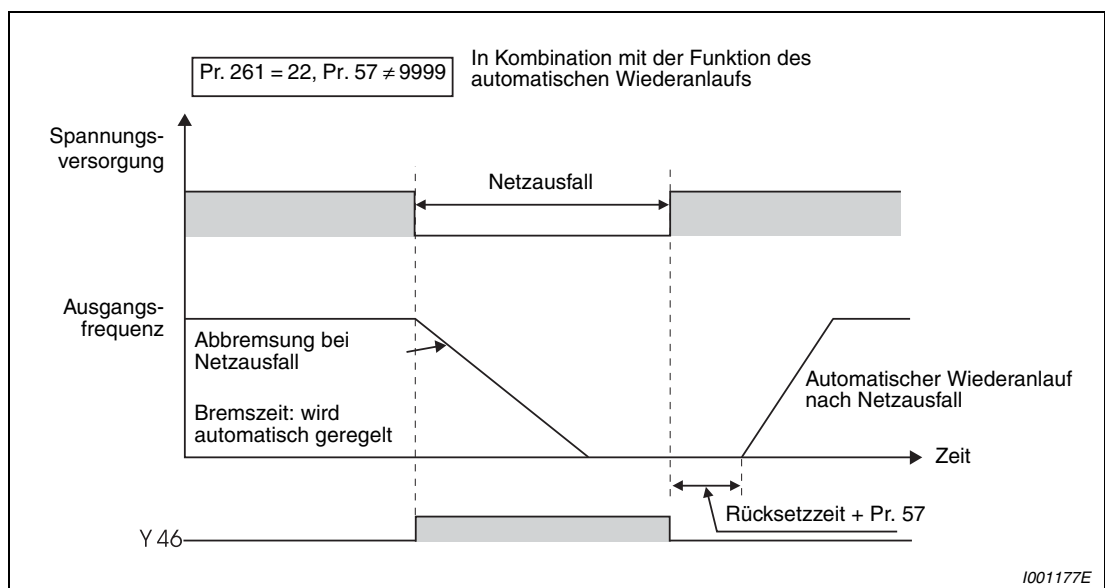 Pr. 261 = 22, Pr. 57 ≠ 9999
In Kombination mit der Funktion des
automatischen Wiederanlaufs
Spannungs-
versorgung
Netzausfall
Ausgangs-
frequenz
Abbremsung bei
Netzausfall
Bremszeit: wird
automatisch geregelt
Automatischer Wiederanlauf
nach Netzausfall
Zeit
Rücksetzzeit + Pr. 57
Y 46
I001177E